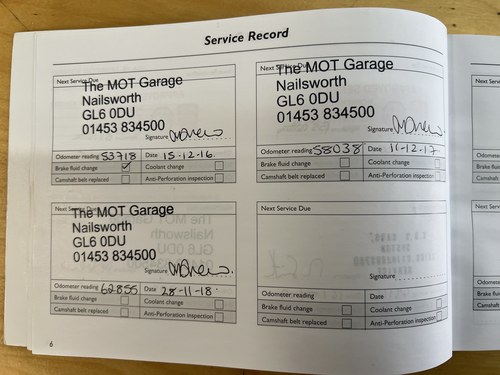 Service Record
Next Service Due
The MOT Garage
Nailsworth
GL6 0DU
01453 834500
Signature
Odometer reading 53718 Date 15-12-16
Brake fluid change Coolant change
Camshaft belt replaced Anti-Perforation inspection
Next Service Due
The MOT Garage
Nailsworth
GL6 0DU
01453 834500
Signature
Odometer reading 58038 Date 11-12-17
Brake fluid change Coolant change
Camshaft belt replaced Anti-Perforation inspection
Next Service Due
The MOT Garage
Nailsworth
GL6 0DU
01453 834500
Signature
Odometer reading 62855 Date 28-11-18
Brake fluid change Coolant change
Camshaft belt replaced Anti-Perforation inspection
Next Service Due
Signature
Odometer reading Date
Brake fluid change Coolant change
Camshaft belt replaced Anti-Perforation inspection
6